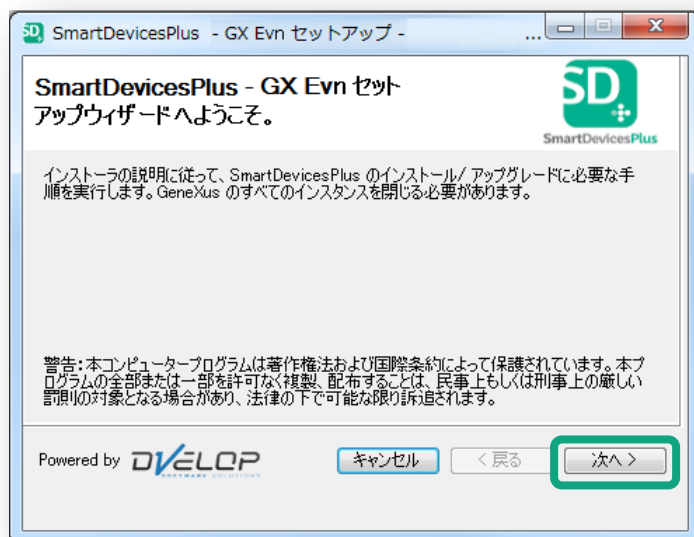 SmartDevicesPlus - GX Evn セットアップ - ...
SmartDevicesPlus - GX Evn セット
アップウィザードへようこそ。
SD
SmartDevicesPlus
インストーラの説明に従って、SmartDevicesPlus のインストール/ アップグレードに必要な手
順を実行します。GeneXus のすべてのインスタンスを閉じる必要があります。
警告：本コンピュータープログラムは著作権法および国際条約によって保護されています。本プ
ログラムの全部または一部を許可なく複製、配布することは、民事上もしくは刑事上の厳しい
罰則の対象となる場合があり、法律の下で可能な限り訴追されます。
Powered by DVELOP キャンセル < 戻る 次へ >
SOFTWARE SOLUTIONS